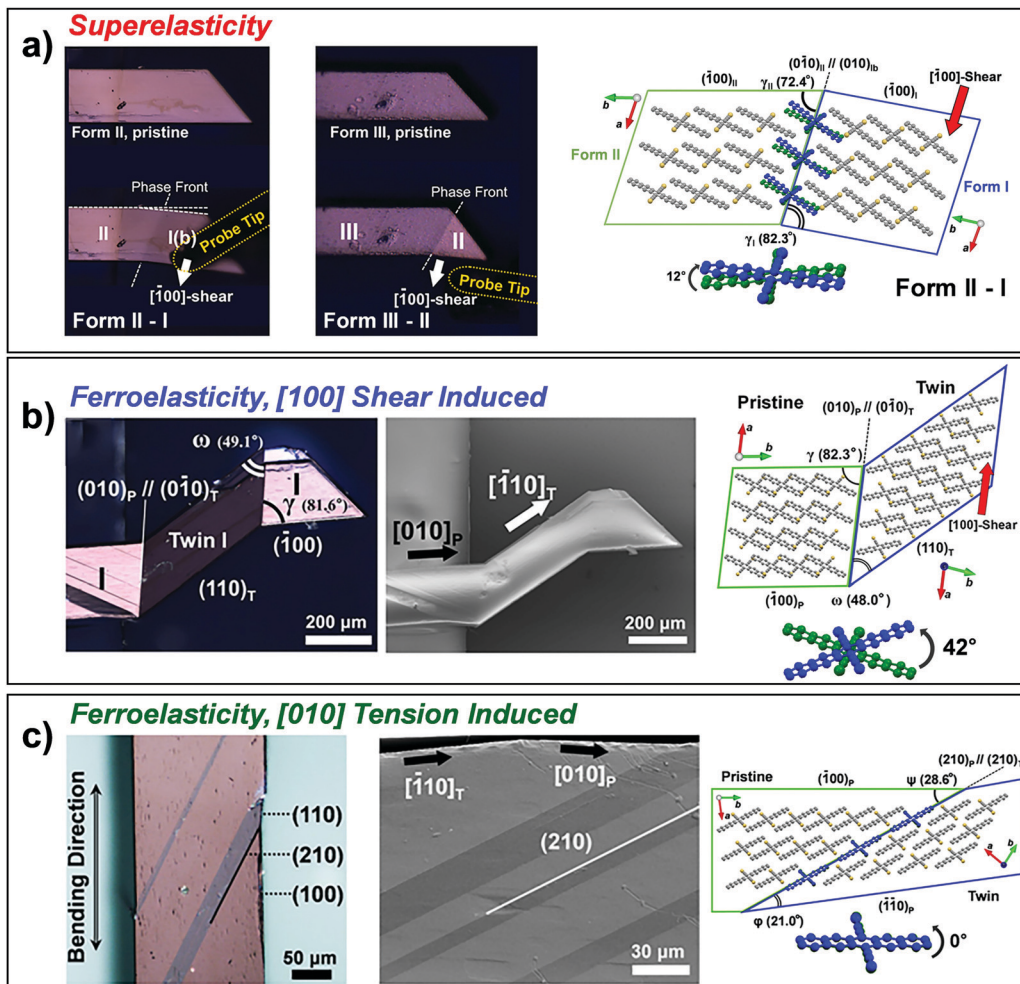 a)
Superelasticity
Form II, pristine
Phase Front
II
I(b)
Probe Tip
[1̄00]-shear
Form II - I
Form III, pristine
Phase Front
III
II
[1̄00]-shear
Probe Tip
Form III - II
(1̄00)II
γII (72.4°)
(01̄0)II // (010)Ib
(1̄00)I
[1̄00]-Shear
b
a
Form II
Form I
γI (82.3°)
b
a
12°
Form II - I
b)
Ferroelasticity, [100] Shear Induced
ω (49.1°)
(010)P // (01̄0)T
I
γ (81.6°)
Twin I
(1̄00)
I
(110)T
200 µm
[1̄10]T
[010]P
200 µm
Twin
Pristine
(010)P // (01̄0)T
a
b
γ (82.3°)
[100]-Shear
(110)T
b
a
(1̄00)P
ω (48.0°)
42°
c)
Ferroelasticity, [010] Tension Induced
Bending Direction
(110)
(210)
(100)
50 µm
[1̄10]T
[010]P
(210)
30 µm
(210)P // (210)T
Pristine
(1̄00)P
ψ (28.6°)
b
a
a
b
Twin
φ (21.0°)
(1̄1̄0)P
0°